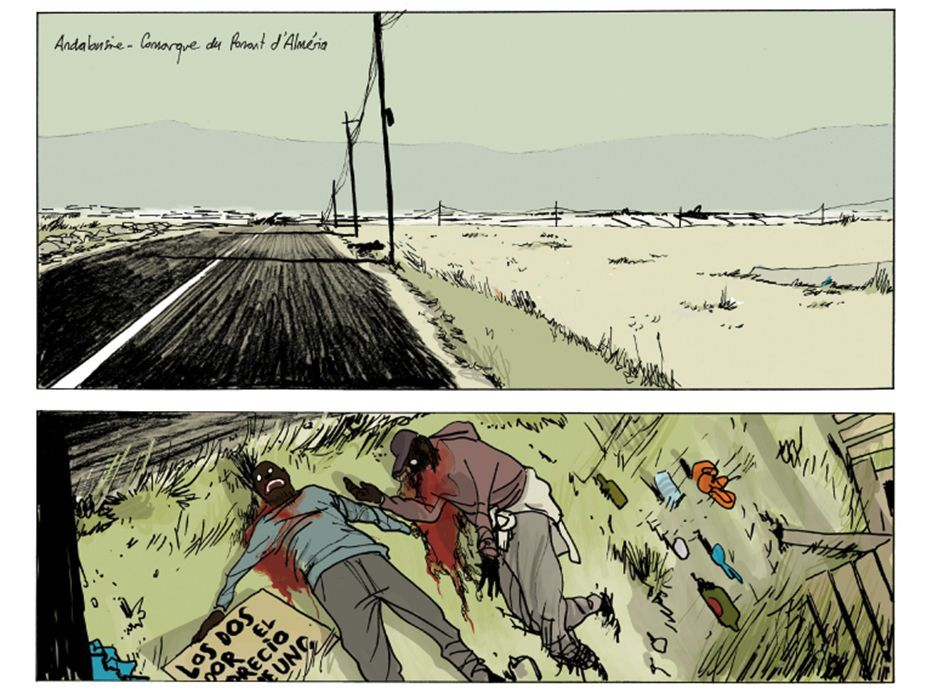 Andalousie - Comarque du Ponant d'Alméria
LOS DOS
POR EL
PRECIO
DE UNO,